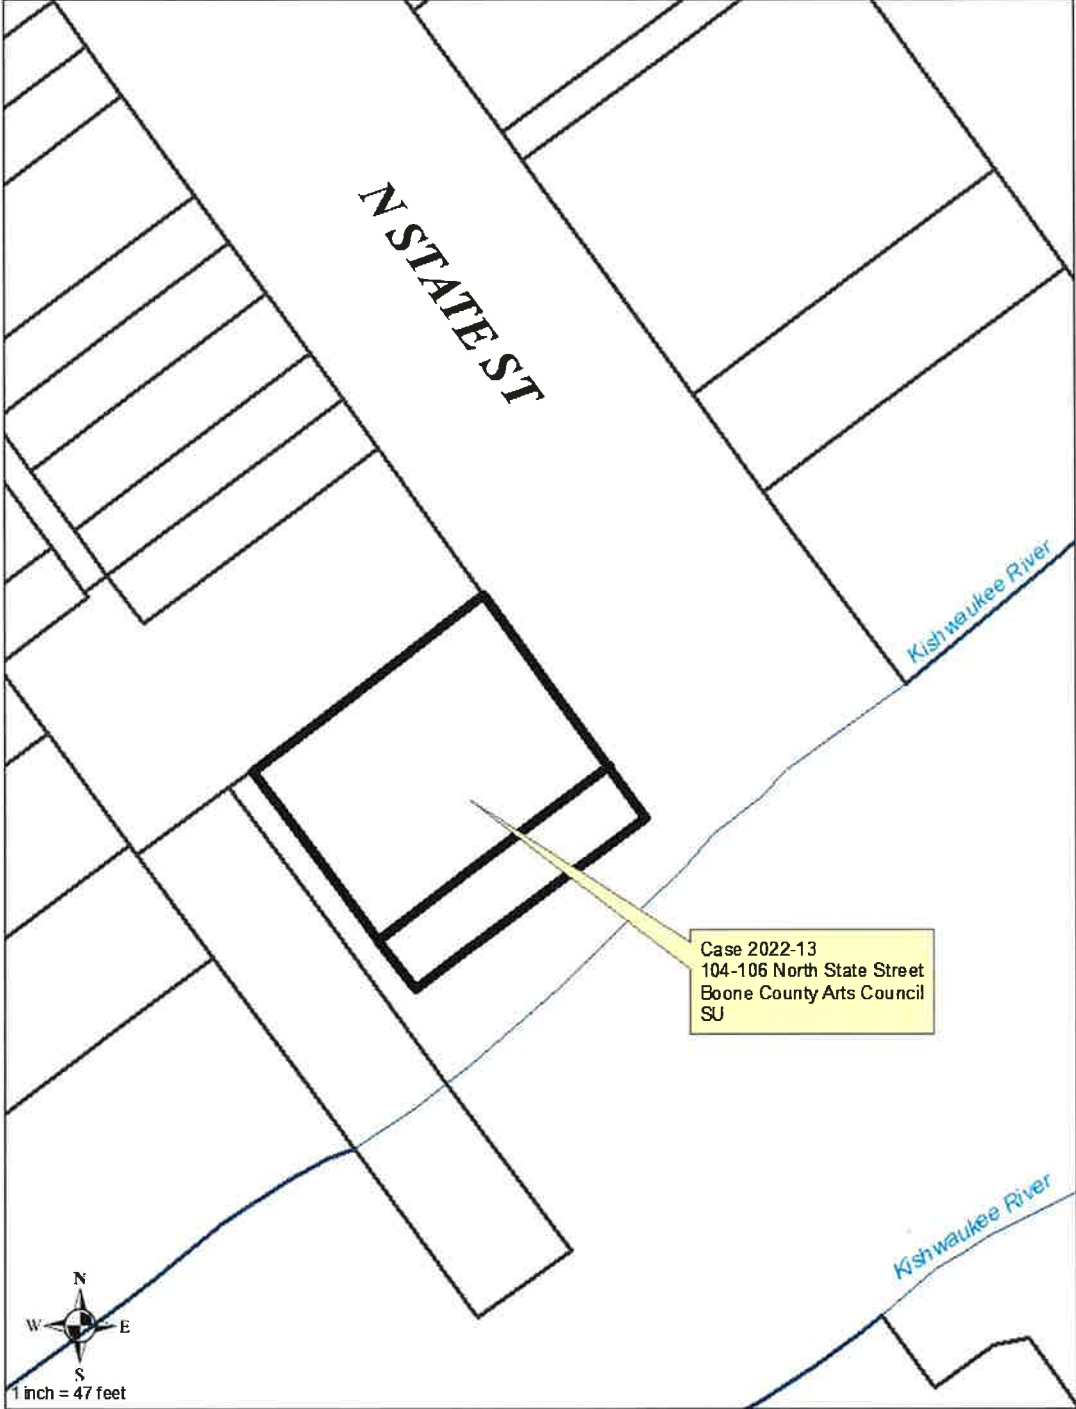 N STATE ST
Kishwaukee River
Case 2022-13
104-106 North State Street
Boone County Arts Council
SU
Kishwaukee River
N
W E
S
1 inch = 47 feet